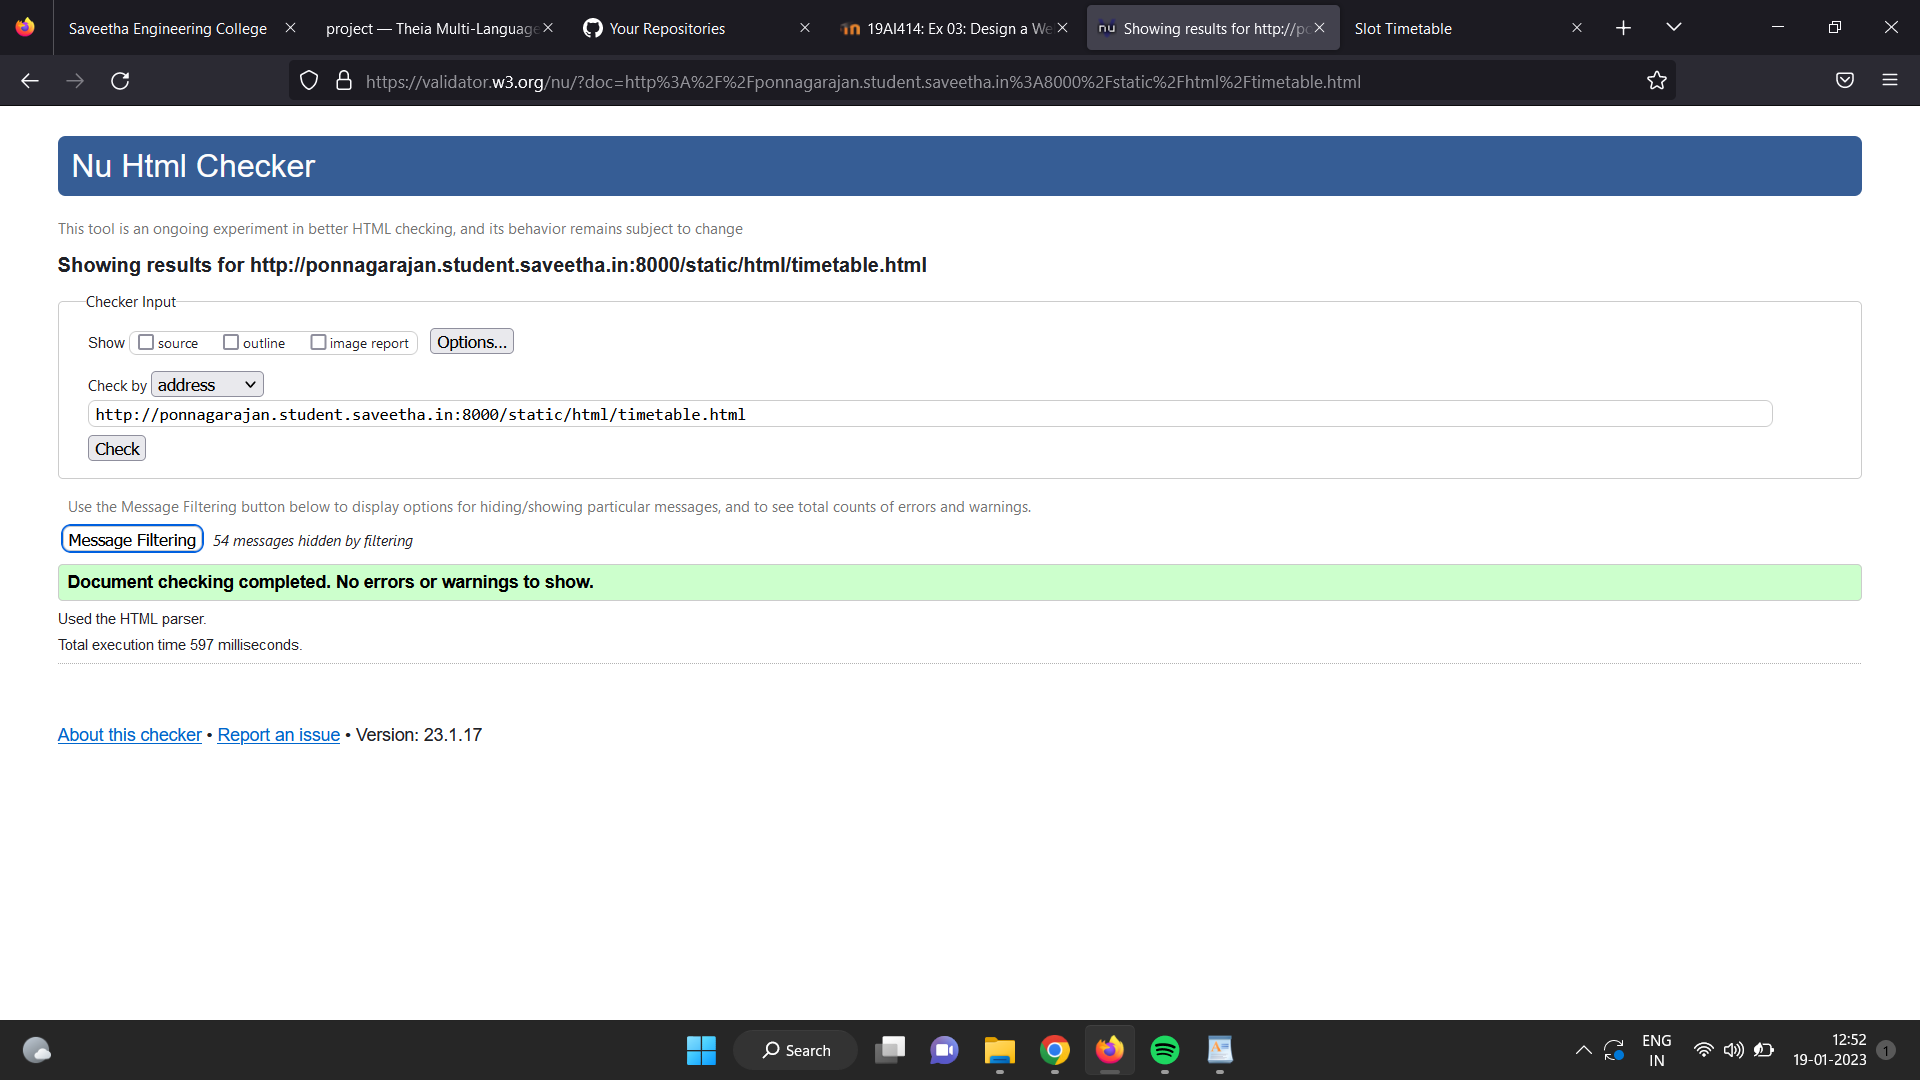 Saveetha Engineering College
project — Theia Multi-Language
Your Repositories
19AI414: Ex 03: Design a We
Showing results for http://po
Slot Timetable
https://validator.w3.org/nu/?doc=http%3A%2F%2Fponnagarajan.student.saveetha.in%3A8000%2Fstatic%2Fhtml%2Ftimetable.html
Nu Html Checker
This tool is an ongoing experiment in better HTML checking, and its behavior remains subject to change
Showing results for http://ponnagarajan.student.saveetha.in:8000/static/html/timetable.html
Checker Input
Show source outline image report Options...
Check by address
http://ponnagarajan.student.saveetha.in:8000/static/html/timetable.html
Check
Use the Message Filtering button below to display options for hiding/showing particular messages, and to see total counts of errors and warnings.
Message Filtering 54 messages hidden by filtering
Document checking completed. No errors or warnings to show.
Used the HTML parser.
Total execution time 597 milliseconds.
About this checker • Report an issue • Version: 23.1.17
Search
ENG
IN
12:52
19-01-2023
1